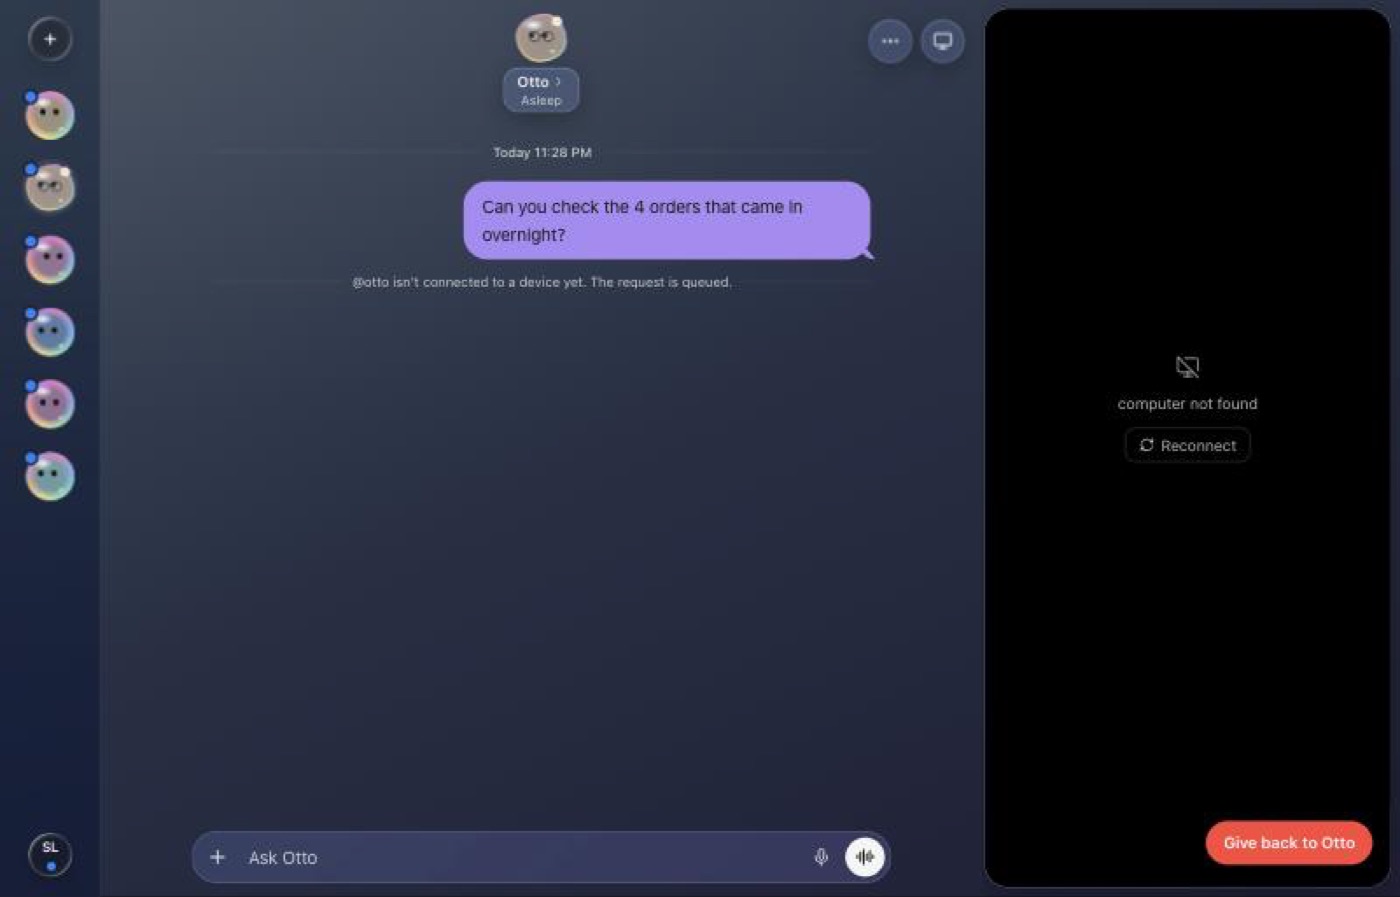 Otto
Asleep
Today 11:28 PM
Can you check the 4 orders that came in
overnight?
@otto isn't connected to a device yet. The request is queued.
computer not found
Reconnect
Give back to Otto
SL
Ask Otto